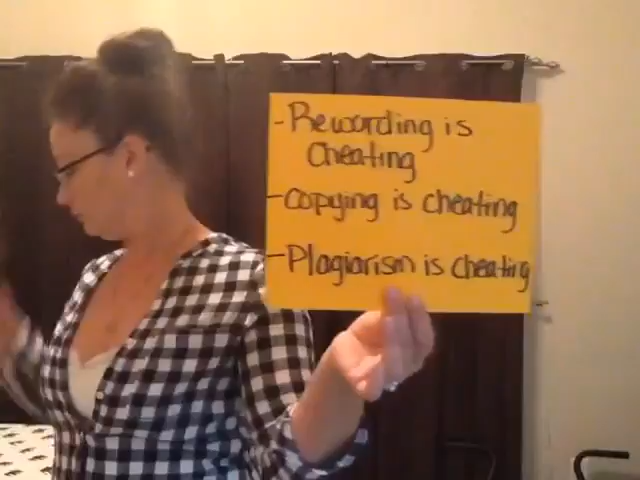 - Rewording is
cheating
- copying is cheating
- Plagiarism is cheating